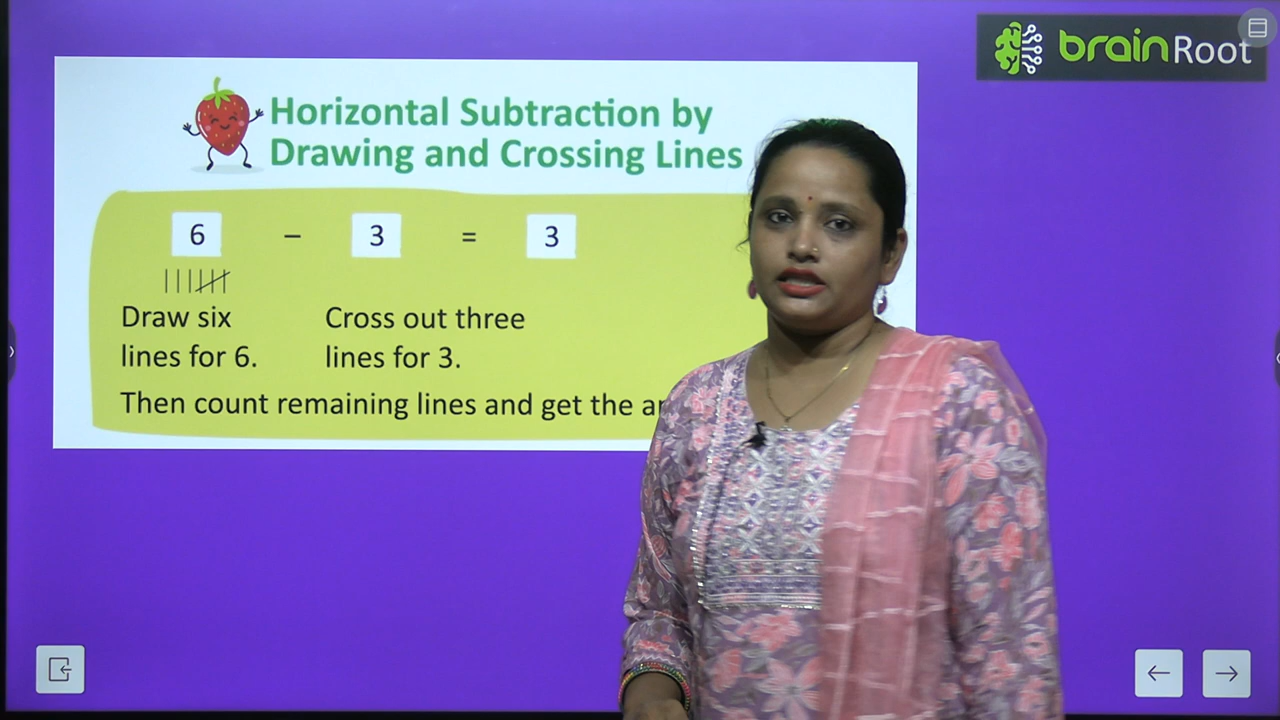 brainRoot
Horizontal Subtraction by
Drawing and Crossing Lines
6 – 3 = 3
Draw six
lines for 6.
Cross out three
lines for 3.
Then count remaining lines and get the